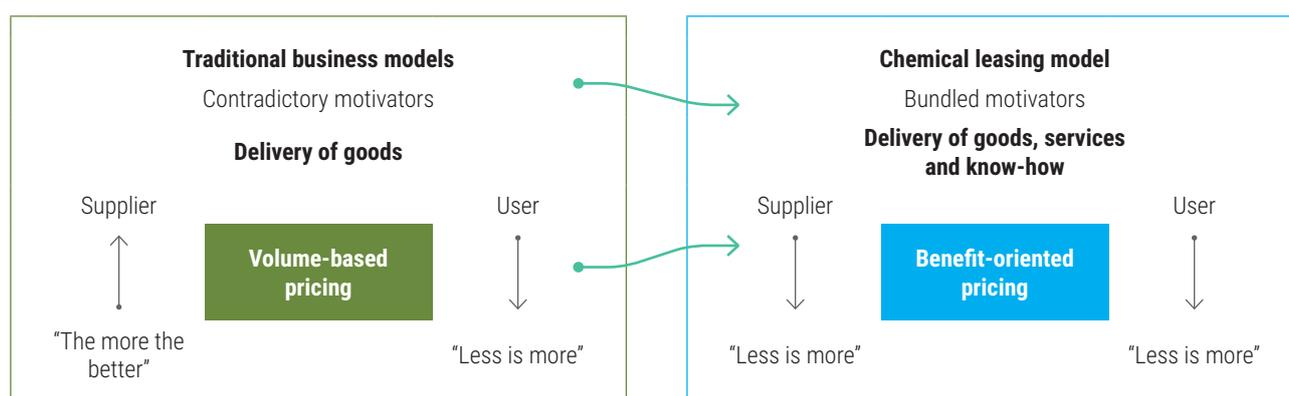 Traditional business models
Contradictory motivators
Delivery of goods
Supplier
User
Volume-based
pricing
“The more the
better”
“Less is more”
Chemical leasing model
Bundled motivators
Delivery of goods, services
and know-how
Supplier
User
Benefit-oriented
pricing
“Less is more”
“Less is more”